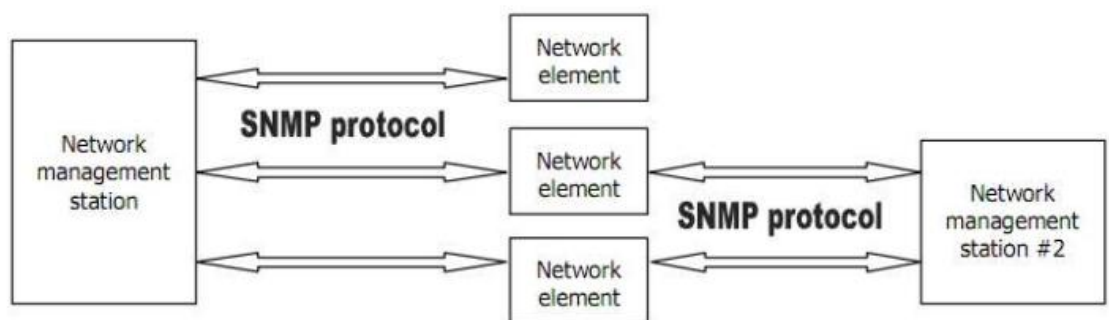 Network
element
Network
management
station
SNMP protocol
Network
element
SNMP protocol
Network
element
Network
management
station #2